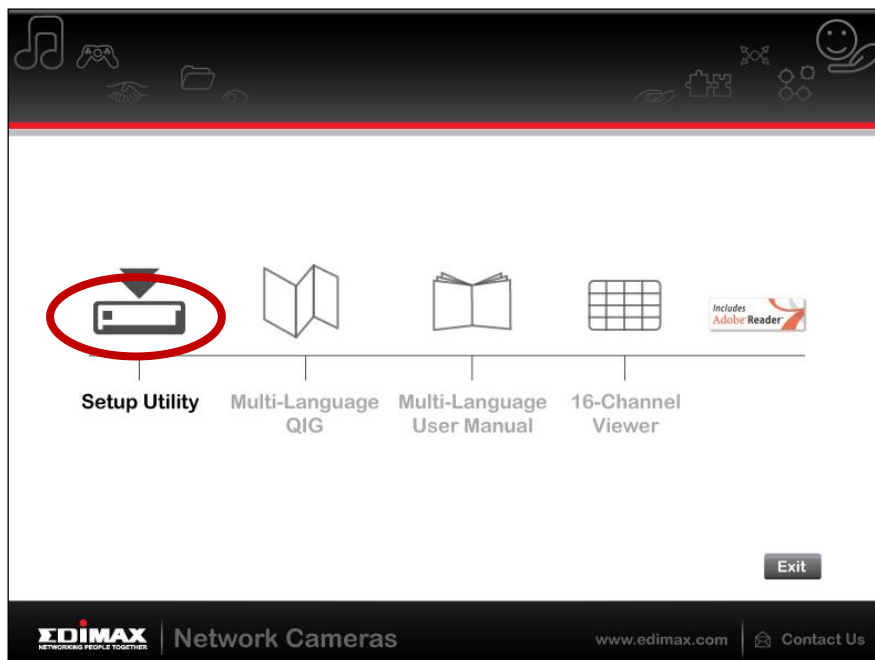 Includes
Adobe Reader
Setup Utility
Multi-Language
QIG
Multi-Language
User Manual
16-Channel
Viewer
Exit
EDIMAX
NETWORKING PEOPLE TOGETHER
Network Cameras
www.edimax.com
Contact Us